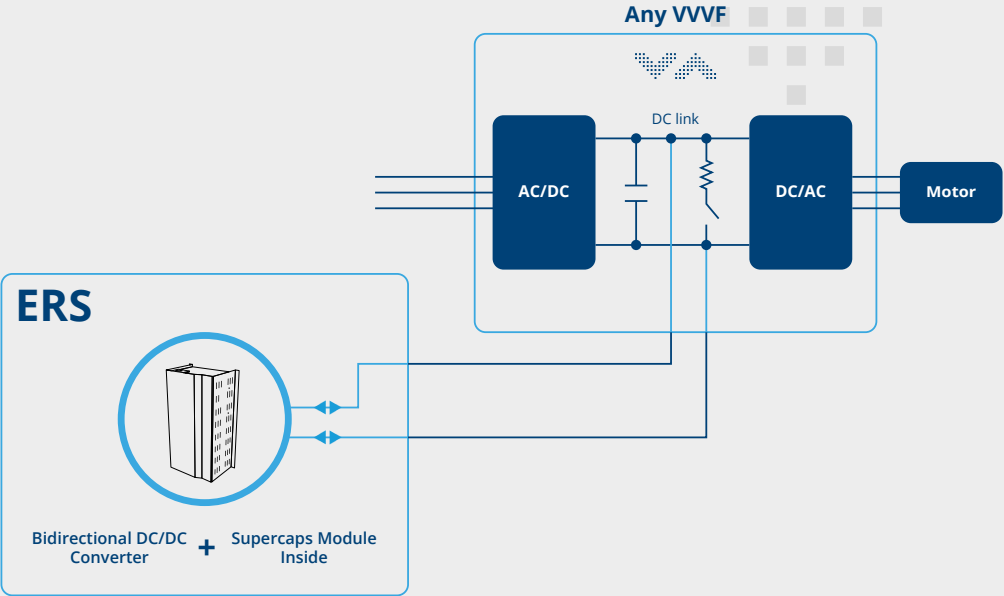 Any VVVF
DC link
AC/DC
DC/AC
Motor
ERS
Bidirectional DC/DC
Converter
+
Supercaps Module
Inside